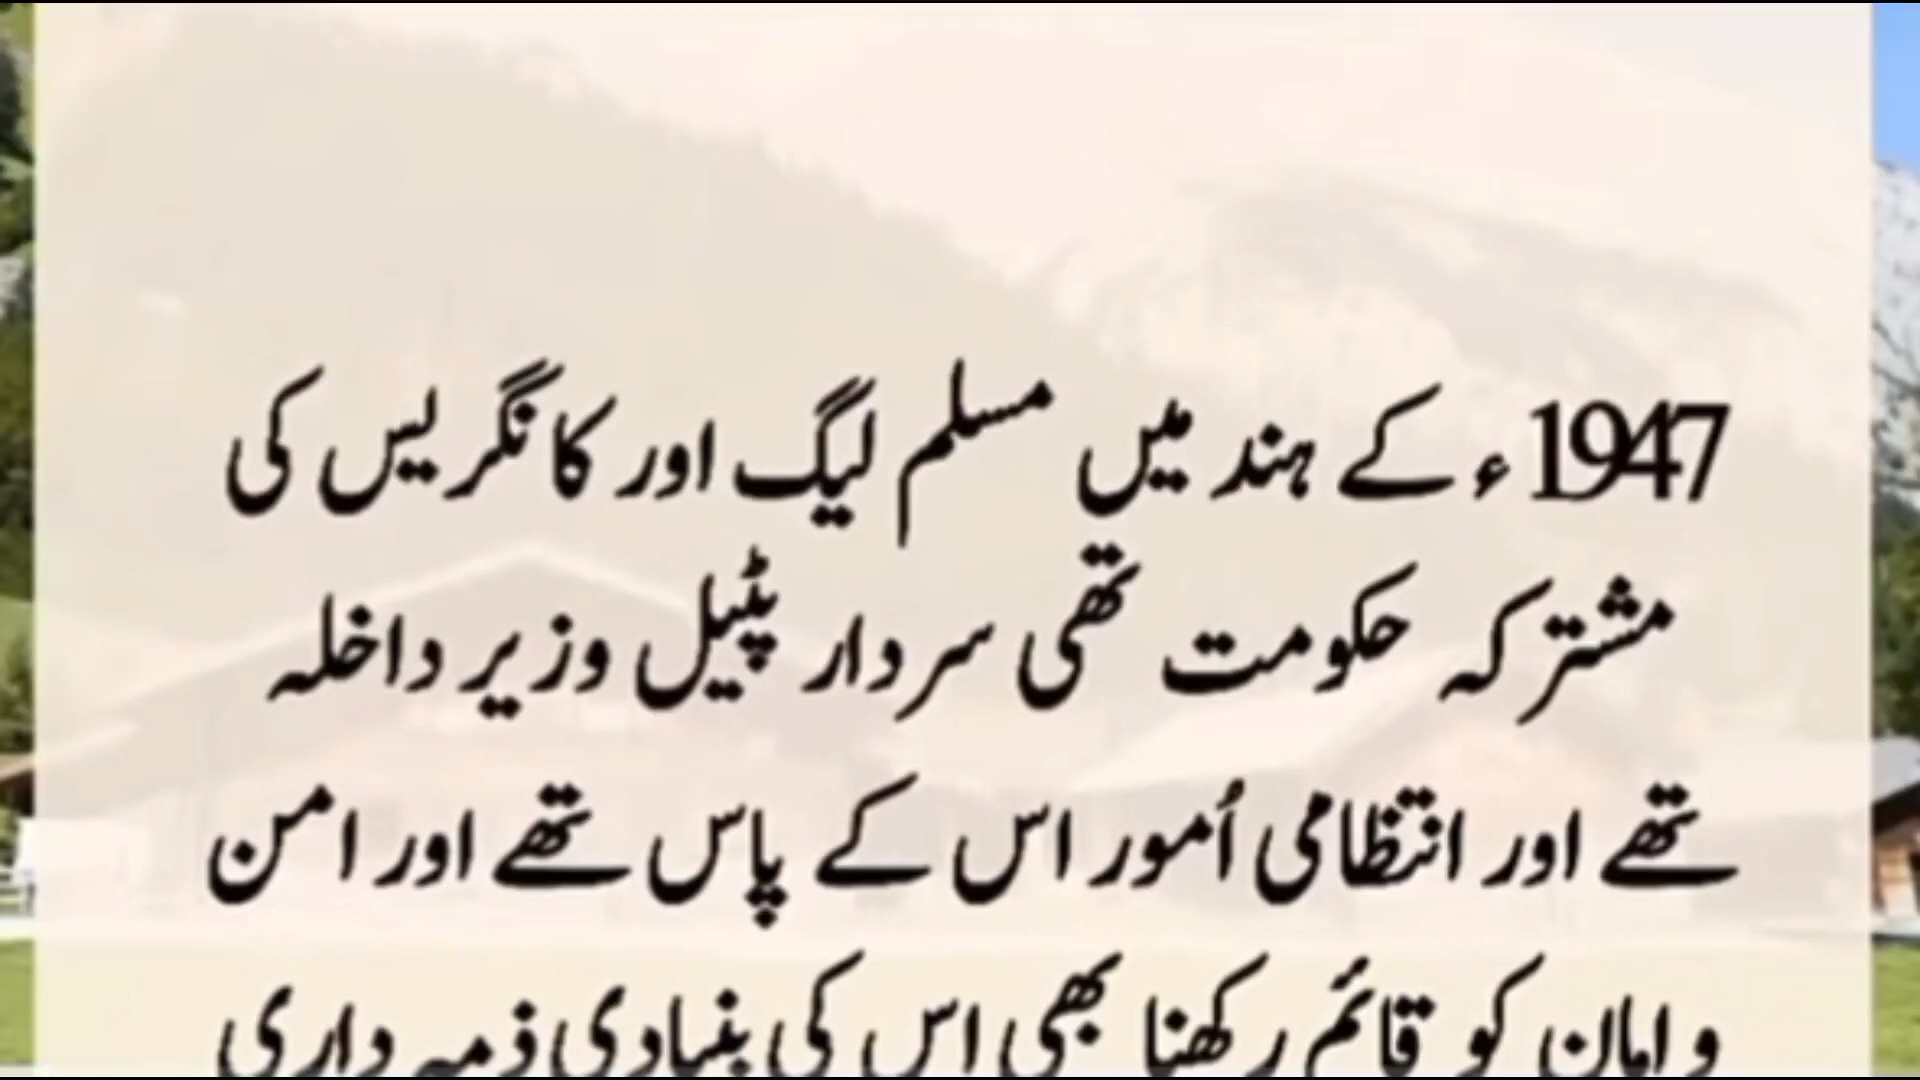 1947ء کے ہند میں مسلم لیگ اور کانگریس کی
مشترکہ حکومت تھی سردار پٹیل وزیر داخلہ
تھے اور انتظامی اُمور اس کے پاس تھے اور امن
و امان کو قائم رکھنا بھی اس کی بنیادی ذمہ داری